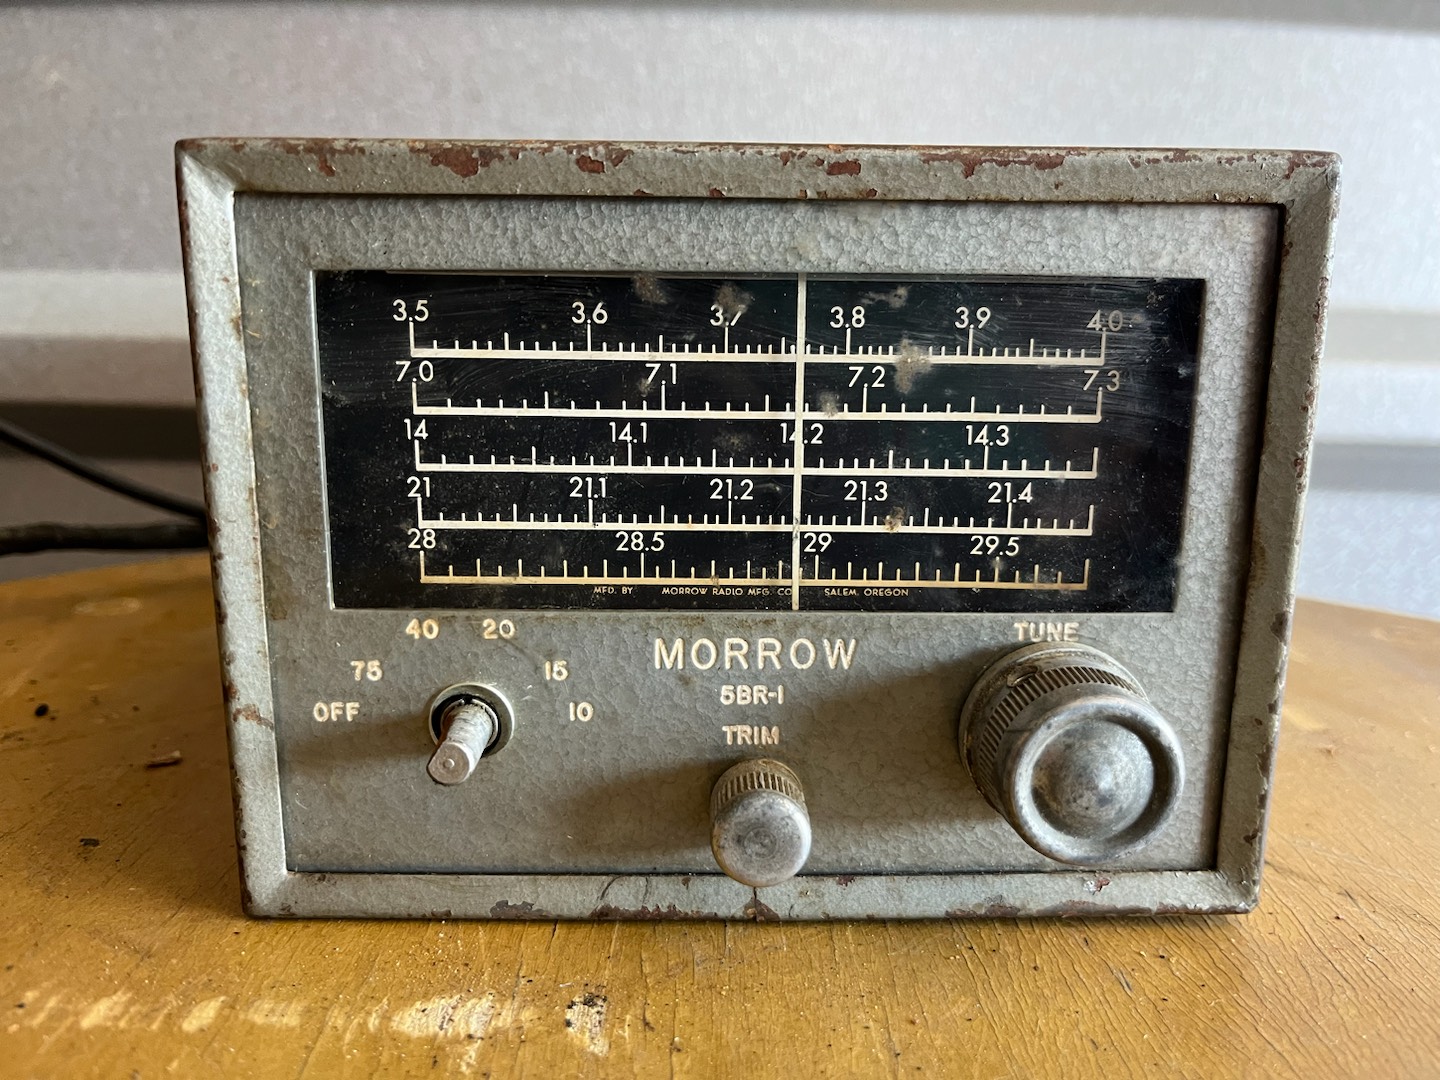 3.5 3.6 3.7 3.8 3.9 4.0
7.0 7.1 7.2 7.3
14 14.1 14.2 14.3
21 21.1 21.2 21.3 21.4
28 28.5 29 29.5
MFD. BY MORROW RADIO MFG. CO. SALEM, OREGON
OFF 75 40 20 15 10
MORROW
5BR-1
TRIM
TUNE